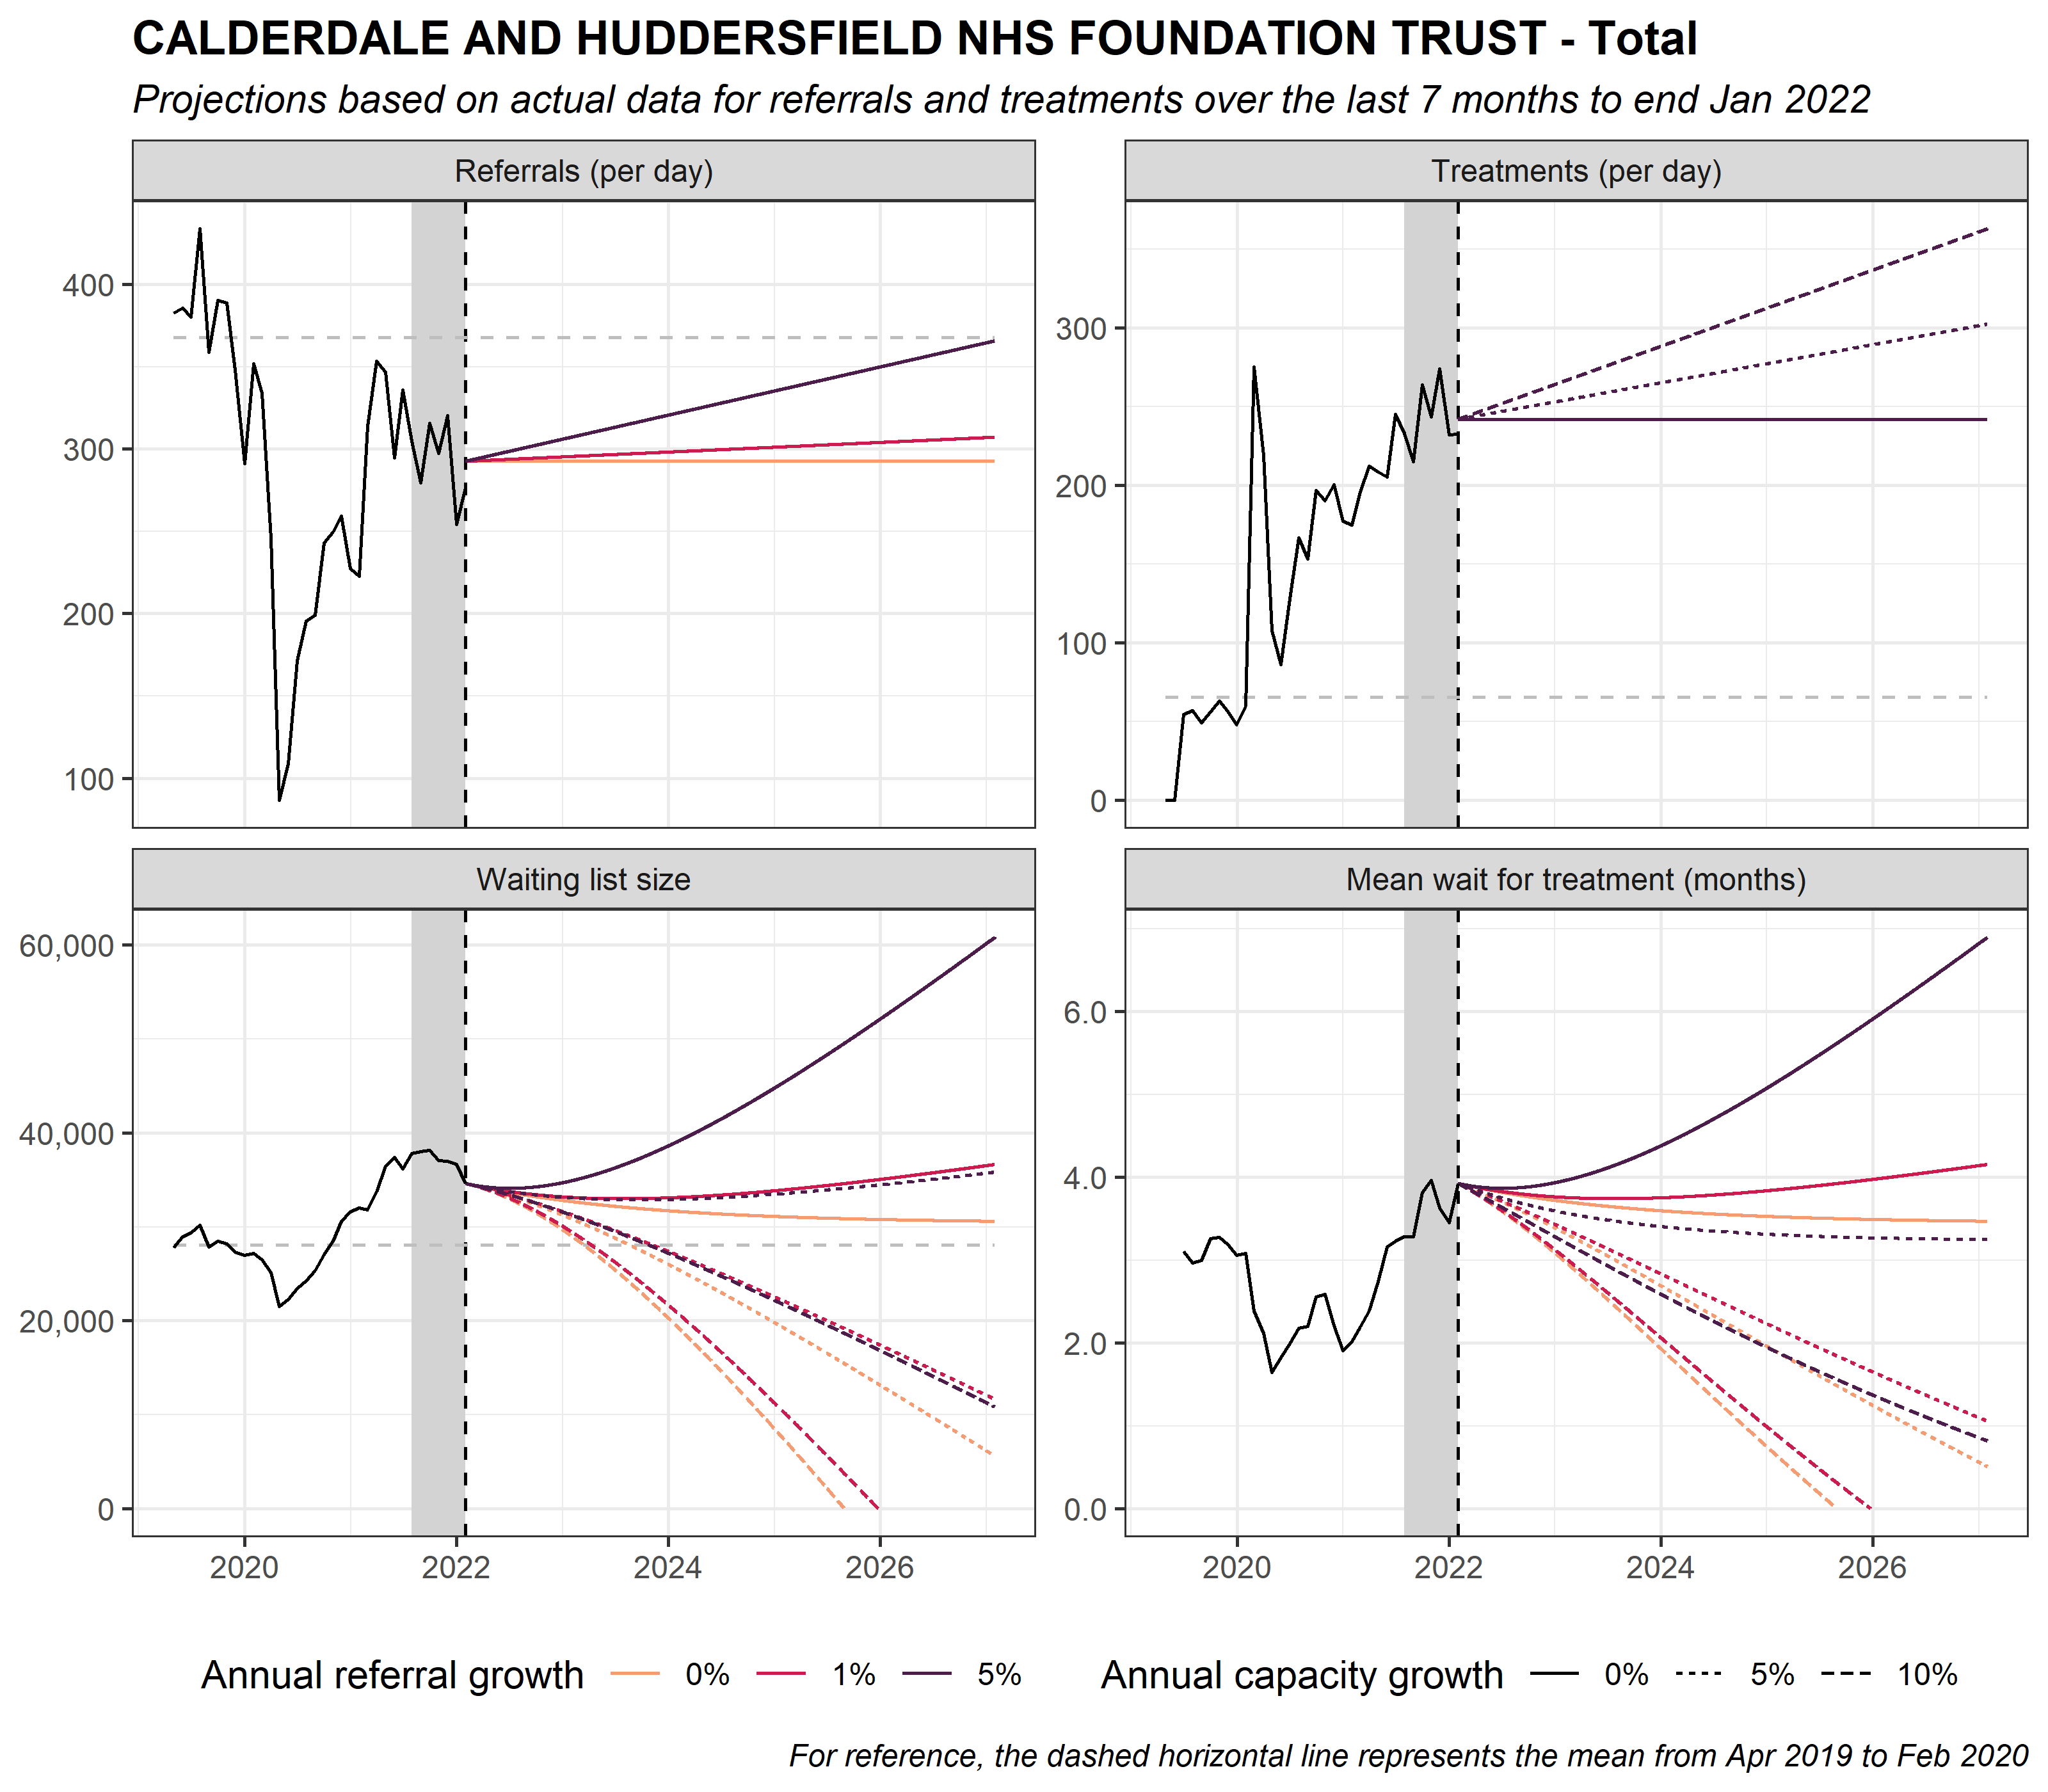 CALDERDALE AND HUDDERSFIELD NHS FOUNDATION TRUST - Total
Projections based on actual data for referrals and treatments over the last 7 months to end Jan 2022
Referrals (per day)
400
300
200
100
Treatments (per day)
300
200
100
0
Waiting list size
60,000
40,000
20,000
0
2020 2022 2024 2026
Mean wait for treatment (months)
6.0
4.0
2.0
0.0
2020 2022 2024 2026
Annual referral growth 0% 1% 5%
Annual capacity growth 0% 5% 10%
For reference, the dashed horizontal line represents the mean from Apr 2019 to Feb 2020